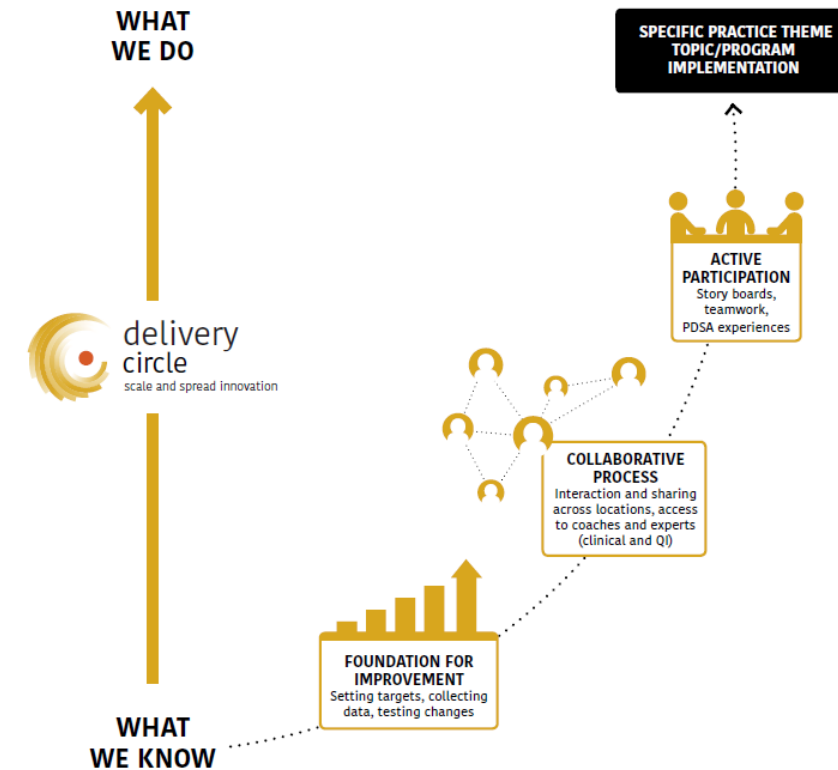 WHAT
WE DO
SPECIFIC PRACTICE THEME
TOPIC/PROGRAM
IMPLEMENTATION
ACTIVE
PARTICIPATION
Story boards,
teamwork,
PDSA experiences
delivery
circle
scale and spread innovation
COLLABORATIVE
PROCESS
Interaction and sharing
across locations, access
to coaches and experts
(clinical and QI)
FOUNDATION FOR
IMPROVEMENT
Setting targets, collecting
data, testing changes
WHAT
WE KNOW